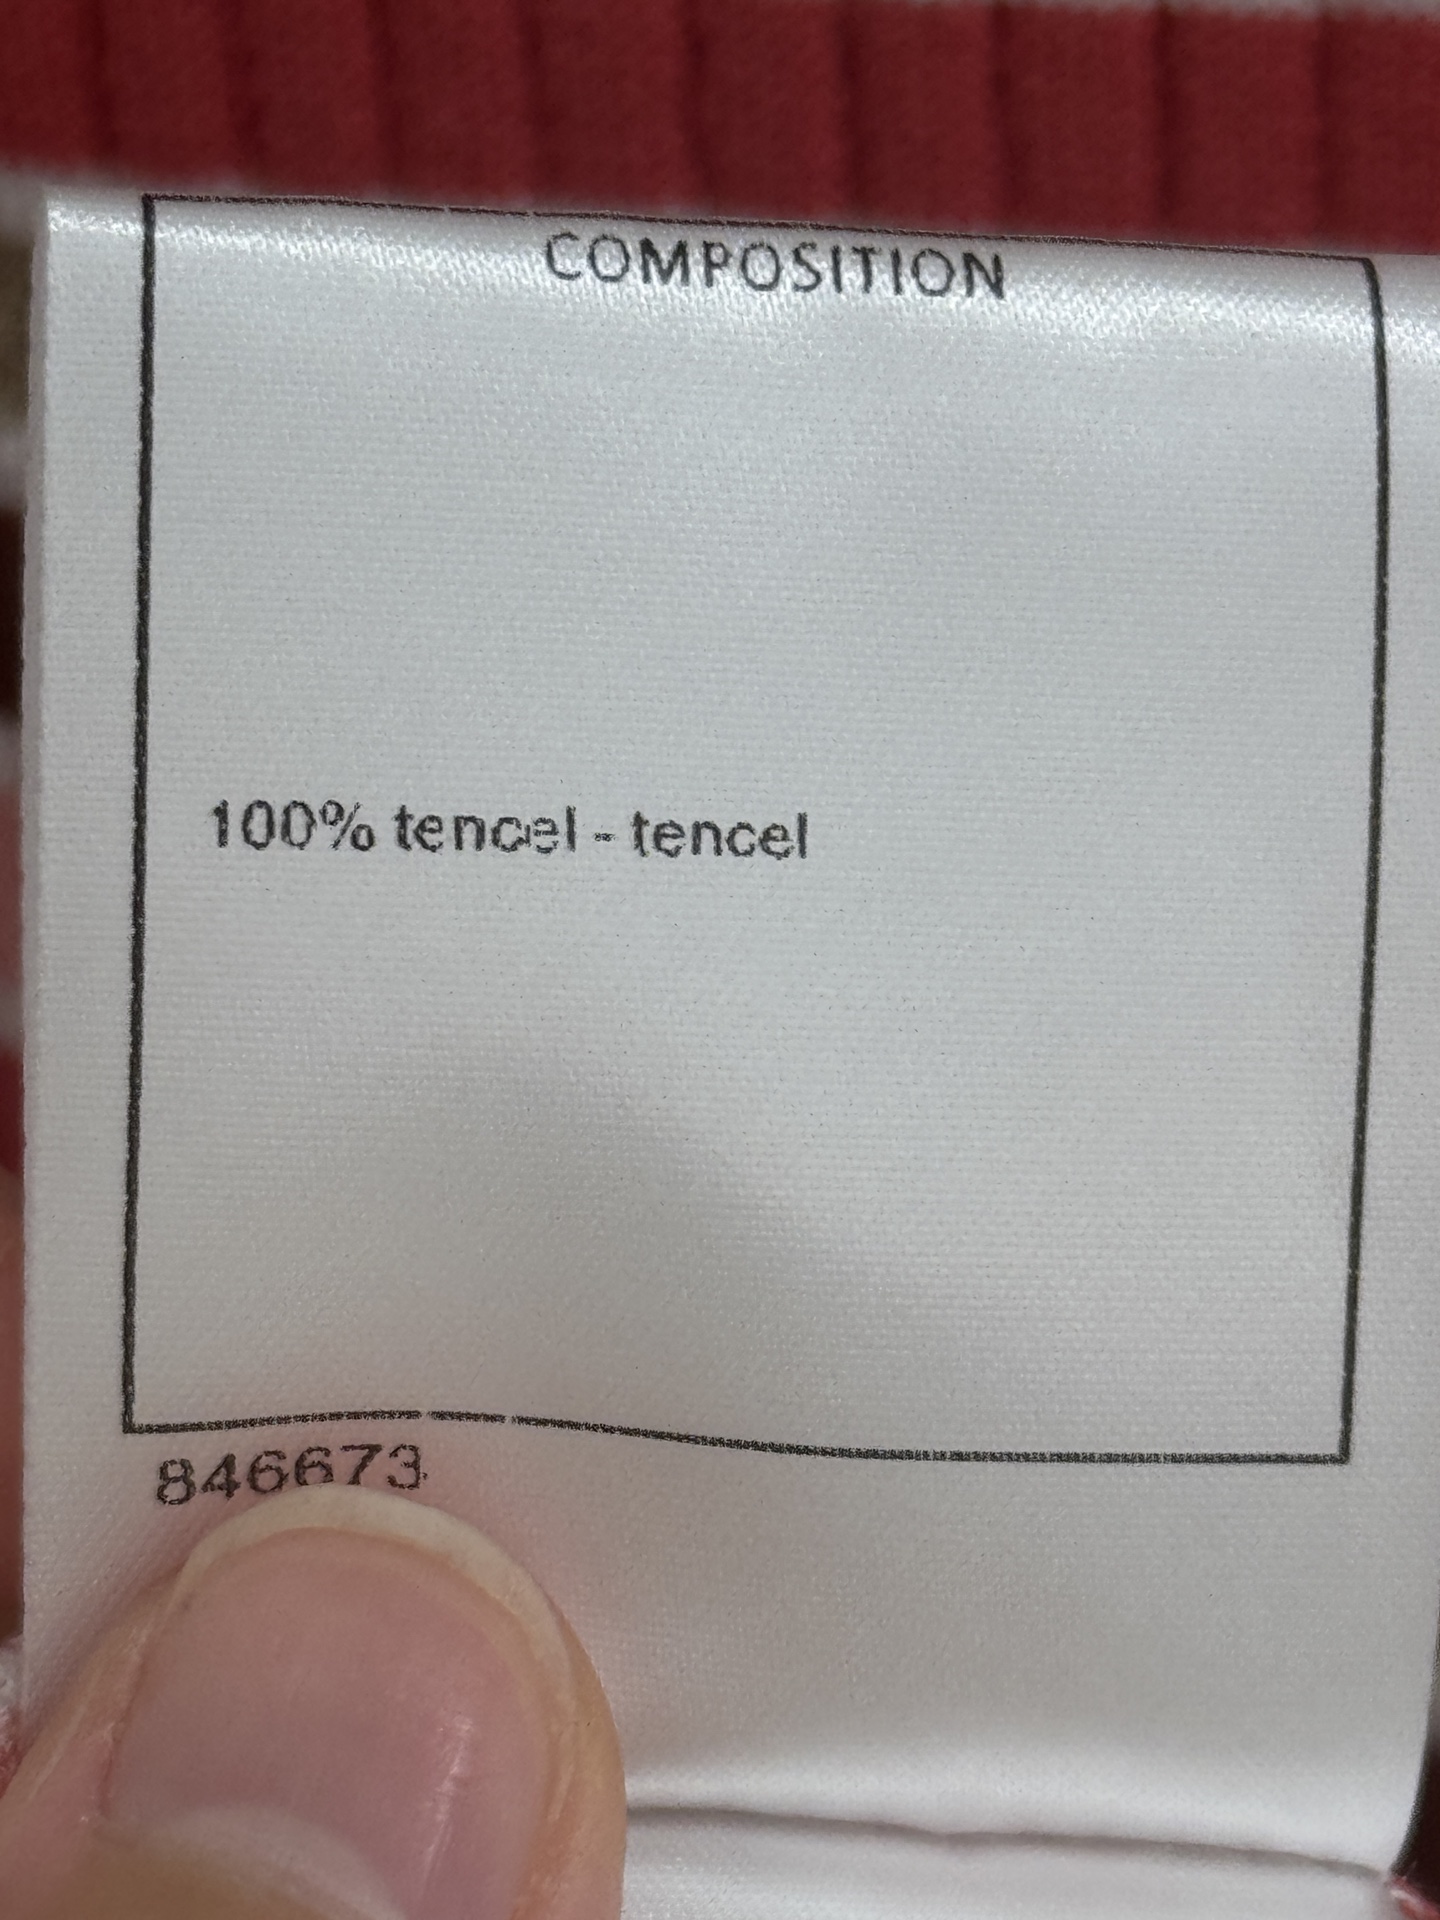 COMPOSITION
100% tencel - tencel
846673